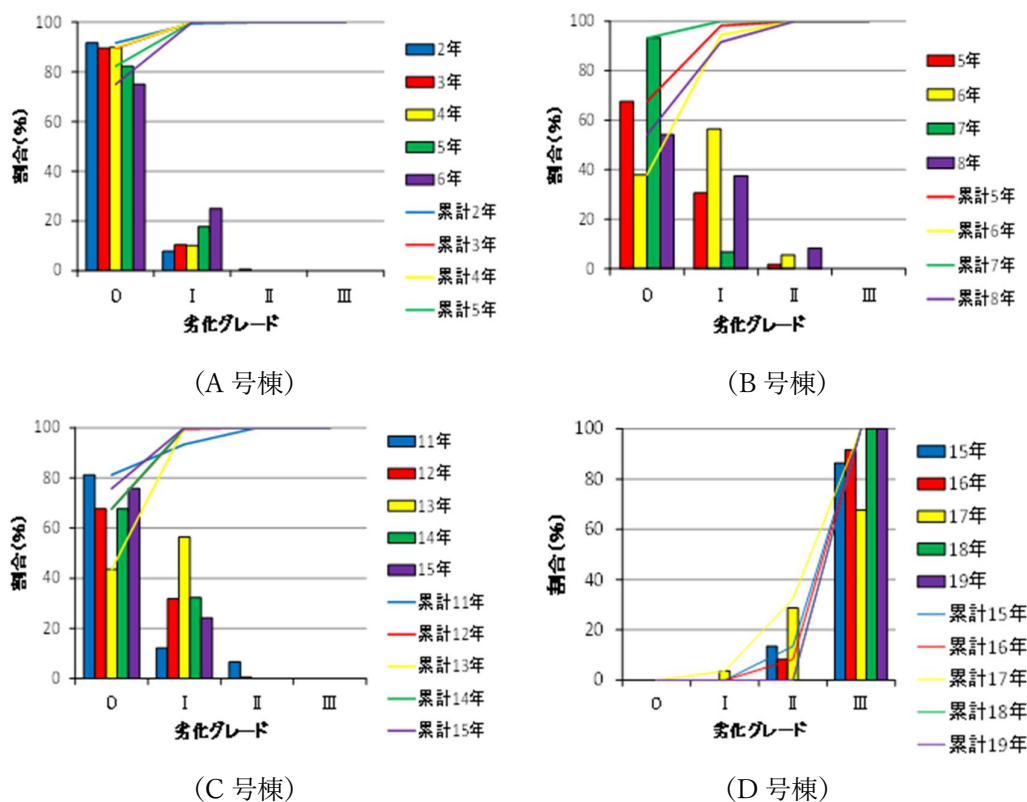 割合(%)
100
80
60
40
20
0
0 Ⅰ Ⅱ Ⅲ
劣化グレード
2年
3年
4年
5年
6年
累計2年
累計3年
累計4年
累計5年
(A 号棟)
割合(%)
100
80
60
40
20
0
0 Ⅰ Ⅱ Ⅲ
劣化グレード
5年
6年
7年
8年
累計5年
累計6年
累計7年
累計8年
(B 号棟)
割合(%)
100
80
60
40
20
0
0 Ⅰ Ⅱ Ⅲ
劣化グレード
11年
12年
13年
14年
15年
累計11年
累計12年
累計13年
累計14年
累計15年
(C 号棟)
割合(%)
100
80
60
40
20
0
0 Ⅰ Ⅱ Ⅲ
劣化グレード
15年
16年
17年
18年
19年
累計15年
累計16年
累計17年
累計18年
累計19年
(D 号棟)